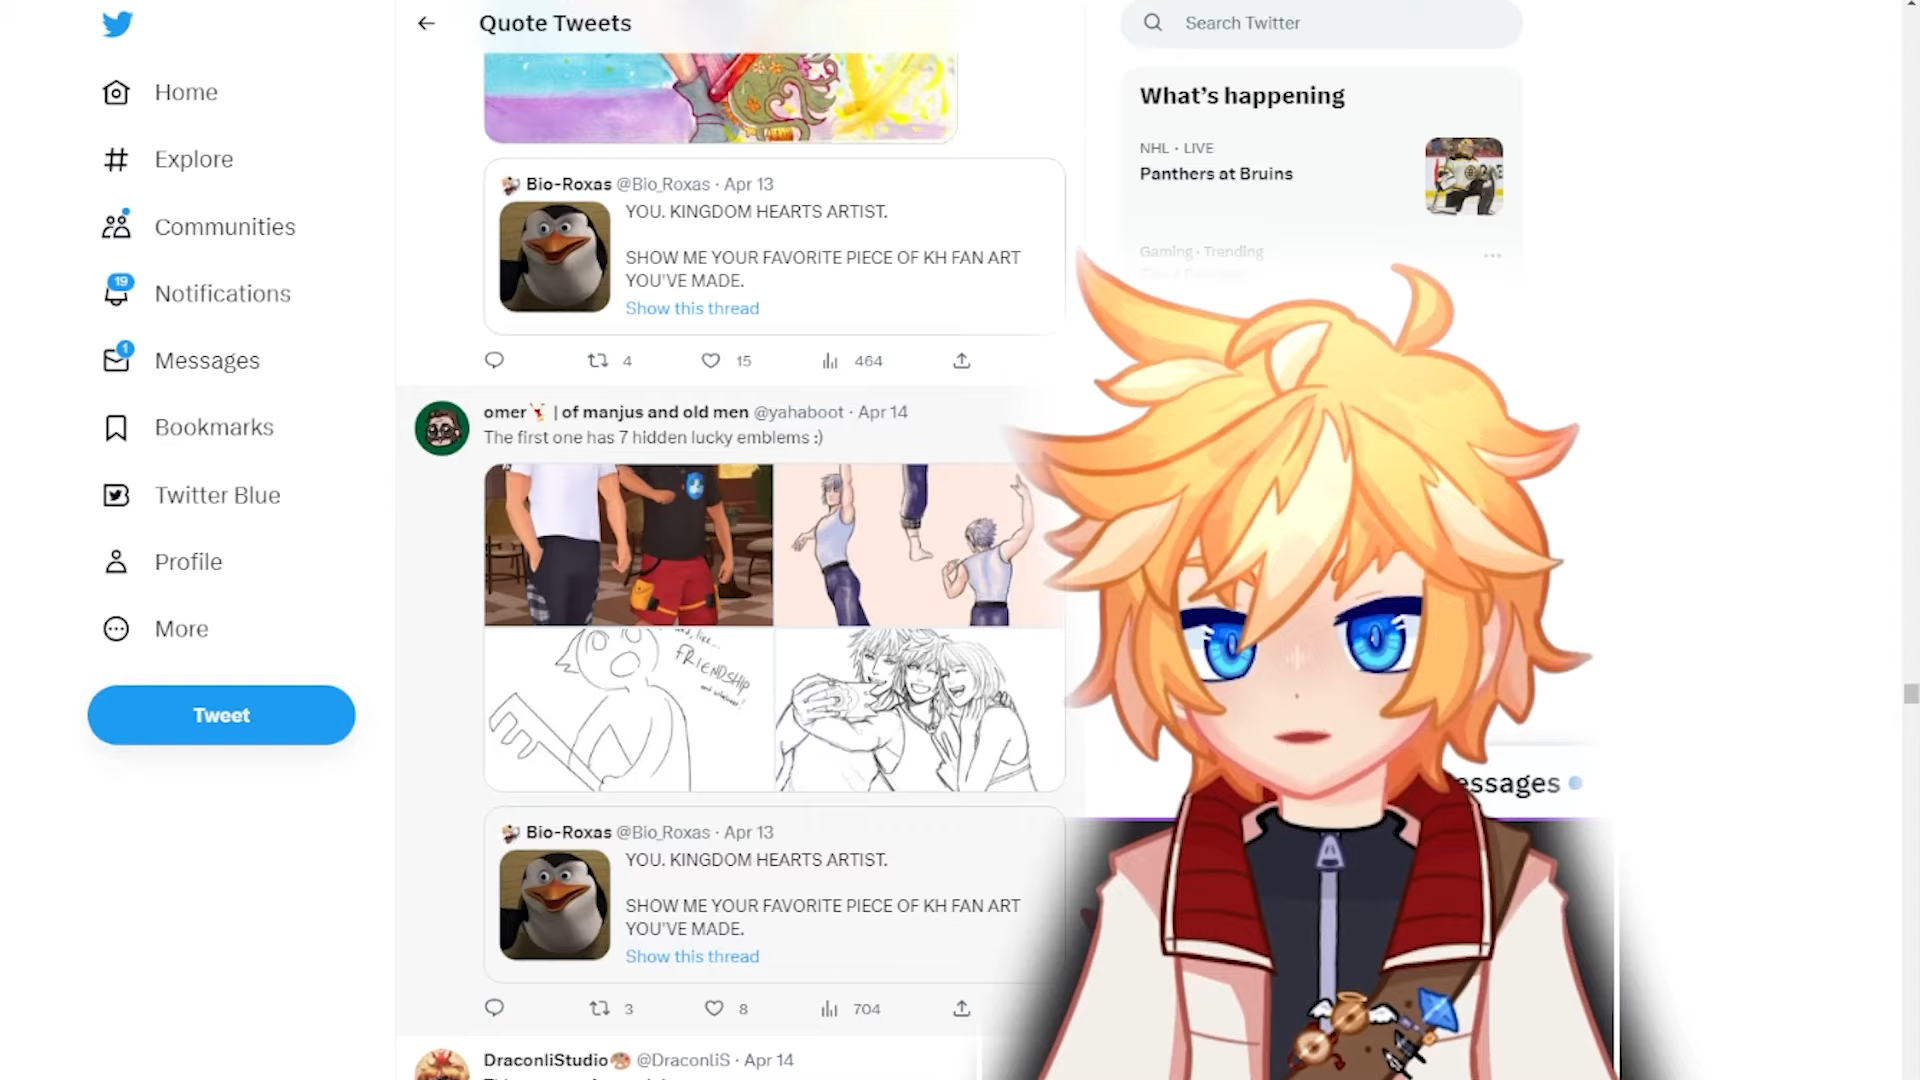 Home
Explore
Communities
19
Notifications
1
Messages
Bookmarks
Twitter Blue
Profile
More
Tweet
Quote Tweets
Bio-Roxas @Bio_Roxas · Apr 13
YOU. KINGDOM HEARTS ARTIST.
SHOW ME YOUR FAVORITE PIECE OF KH FAN ART
YOU'VE MADE.
Show this thread
4
15
464
omer | of manjus and old men @yahaboot · Apr 14
The first one has 7 hidden lucky emblems :)
like...
FRIENDSHIP
and whatever!
Bio-Roxas @Bio_Roxas · Apr 13
YOU. KINGDOM HEARTS ARTIST.
SHOW ME YOUR FAVORITE PIECE OF KH FAN ART
YOU'VE MADE.
Show this thread
3
8
704
DraconliStudio @DraconliS · Apr 14
Search Twitter
What's happening
NHL · LIVE
Panthers at Bruins
Gaming · Trending
essages